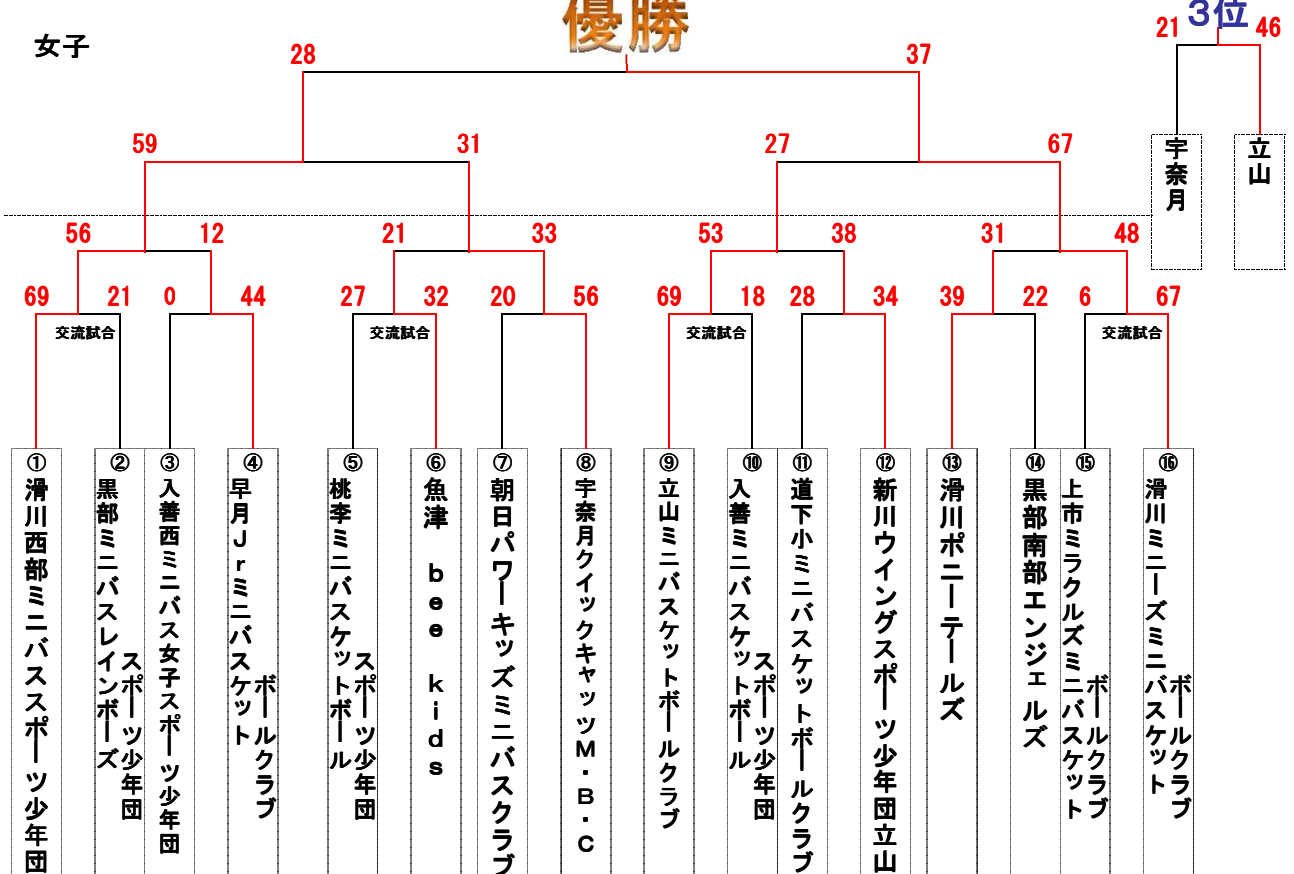 優勝
3位
女子
28
37
21
46
59
31
27
67
宇奈月
立山
56
12
21
33
53
38
31
48
69
21
0
44
27
32
20
56
69
18
28
34
39
22
6
67
交流試合
交流試合
交流試合
交流試合
①
滑川西部ミニバススポーツ少年団
②
黒部ミニバスレインボーズ
スポーツ少年団
③
入善西ミニバス女子スポーツ少年団
④
早月Jrミニバスケット
ボールクラブ
⑤
桃李ミニバスケットボール
スポーツ少年団
⑥
魚津 bee kids
⑦
朝日パワーキッズミニバスクラブ
⑧
宇奈月クイックキャッツM・B・C
⑨
立山ミニバスケットボールクラブ
⑩
入善ミニバスケットボール
スポーツ少年団
⑪
道下小ミニバスケットボールクラブ
⑫
新川ウイングスポーツ少年団立山
⑬
滑川ポニーテールズ
⑭
黒部南部エンジェルズ
⑮
上市ミラクルズミニバスケット
ボールクラブ
⑯
滑川ミニーズミニバスケット
ボールクラブ